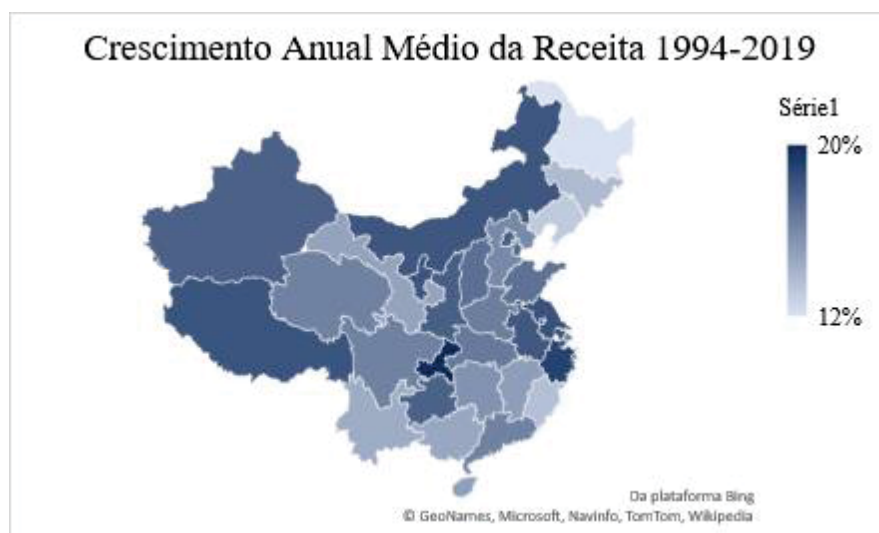 Crescimento Anual Médio da Receita 1994-2019
Série1
20%
12%
Da plataforma Bing
© GeoNames, Microsoft, Navinfo, TomTom, Wikipedia